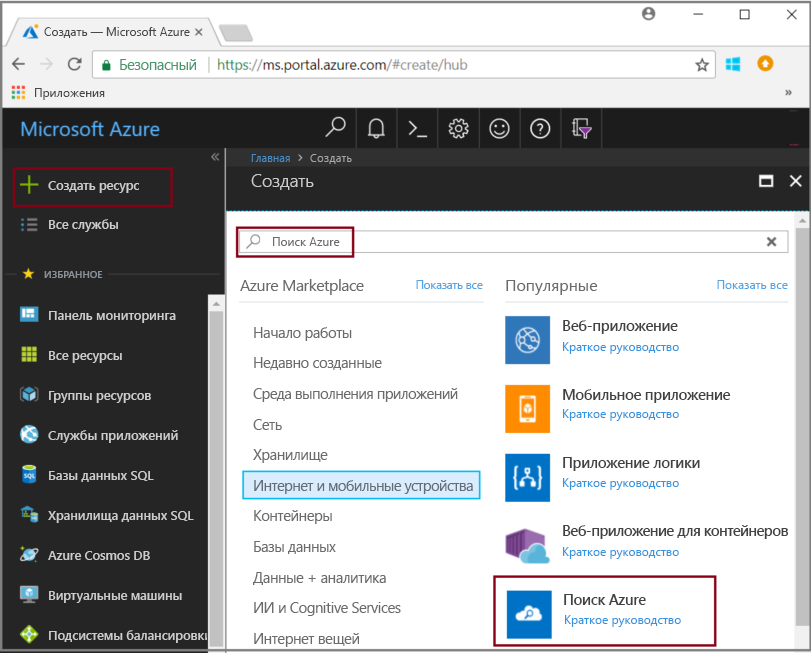 Создать — Microsoft Azure
Безопасный
https://ms.portal.azure.com/#create/hub
Приложения
Microsoft Azure
Создать ресурс
Все службы
ИЗБРАННОЕ
Панель мониторинга
Все ресурсы
Группы ресурсов
Службы приложений
SQL
Базы данных SQL
Хранилища данных SQL
Azure Cosmos DB
Виртуальные машины
Подсистемы балансировки
Главная > Создать
Создать
Поиск Azure
Azure Marketplace
Показать все
Начало работы
Недавно созданные
Среда выполнения приложений
Сеть
Хранилище
Интернет и мобильные устройства
Контейнеры
Базы данных
Данные + аналитика
ИИ и Cognitive Services
Интернет вещей
Популярные
Показать все
Веб-приложение
Краткое руководство
Мобильное приложение
Краткое руководство
Приложение логики
Краткое руководство
Веб-приложение для контейнеров
Краткое руководство
Поиск Azure
Краткое руководство